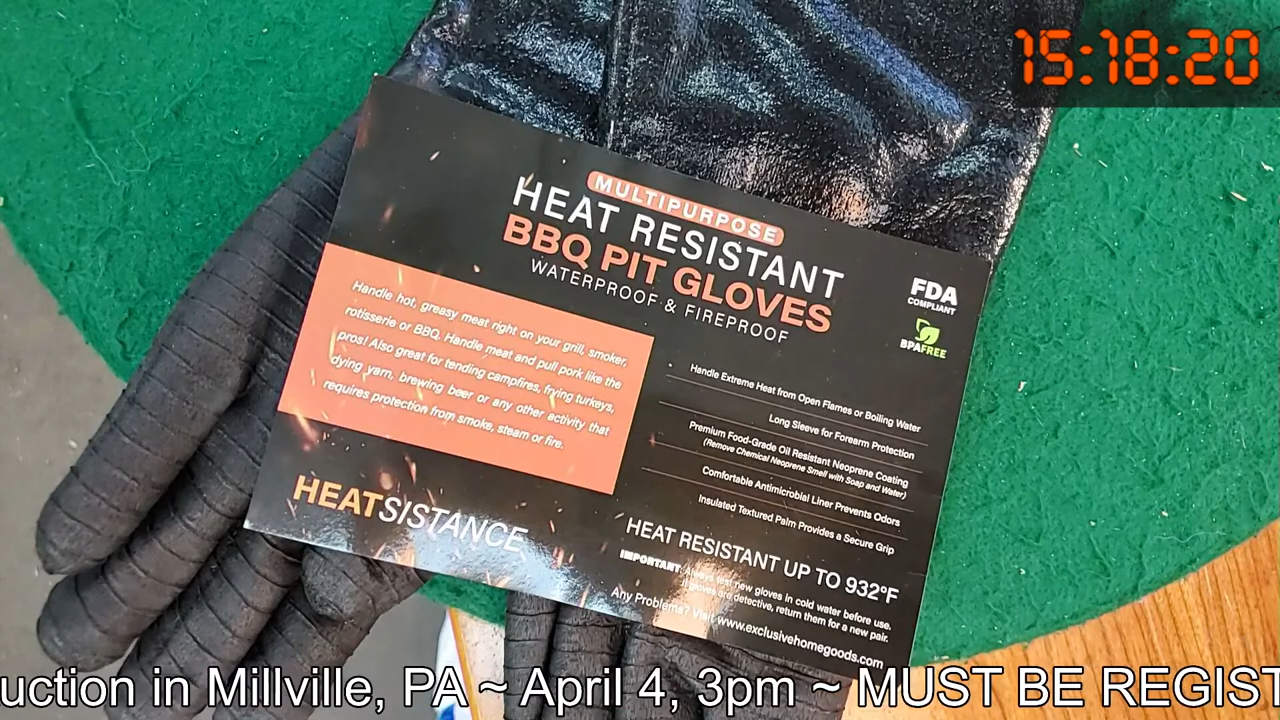 15:18:20
MULTIPURPOSE
HEAT RESISTANT
BBQ PIT GLOVES
WATERPROOF & FIREPROOF
FDA
COMPLIANT
BPAFREE
Handle hot, greasy meat right on your grill, smoker,
rotisserie or BBQ. Handle meat and pull pork like the
pros! Also great for tending campfires, frying turkeys,
dying yarn, brewing beer or any other activity that
requires protection from smoke, steam or fire.
Handle Extreme Heat from Open Flames or Boiling Water
Long Sleeve for Forearm Protection
Premium Food-Grade Oil Resistant Neoprene Coating
(Remove Chemical Neoprene Smell with Soap and Water)
Comfortable Antimicrobial Liner Prevents Odors
Insulated Textured Palm Provides a Secure Grip
HEATSISTANCE
HEAT RESISTANT UP TO 932°F
IMPORTANT: Always test new gloves in cold water before use.
If gloves are defective, return them for a new pair.
Any Problems? Visit www.exclusivehomegoods.com
uction in Millville, PA ~ April 4, 3pm ~ MUST BE REGIST